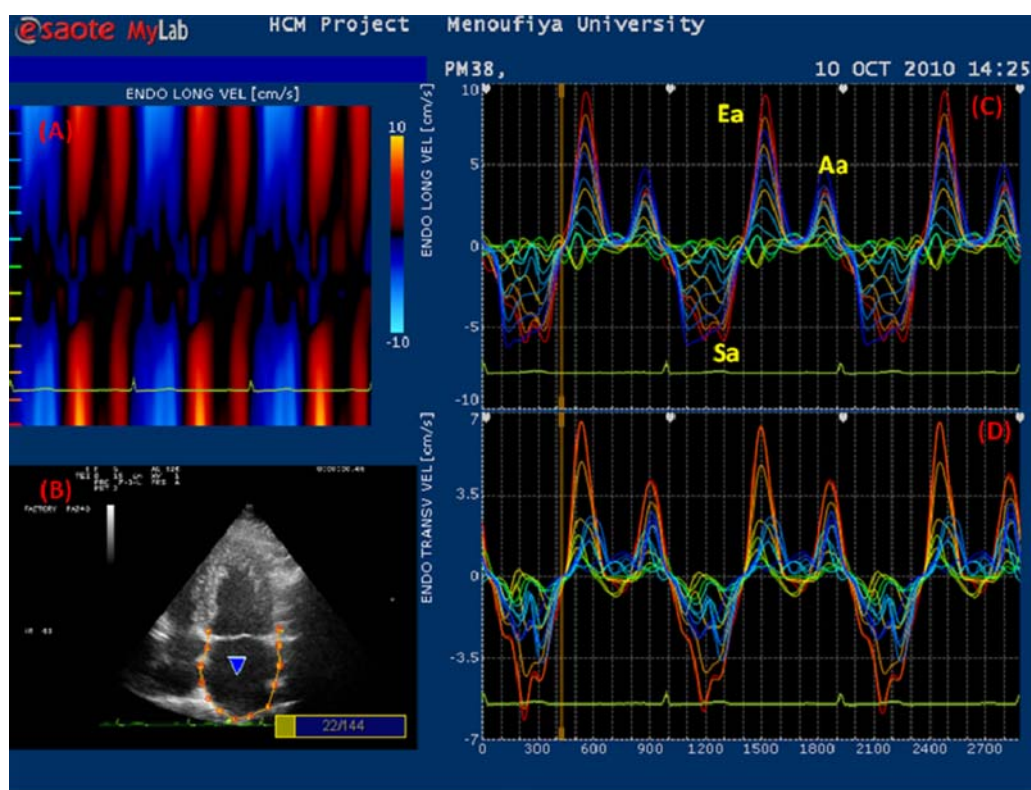 esaote MyLab HCM Project Menoufiya University
PM38, 10 OCT 2010 14:25
ENDO LONG VEL [cm/s]
(A)
10
-10
ENDO LONG VEL [cm/s]
10
5
0
-5
-10
Ea
Aa
Sa
(C)
(B)
FACTORY
22/144
ENDO TRANSV VEL [cm/s]
7
3.5
0
-3.5
-7
(D)
0 300 600 900 1200 1500 1800 2100 2400 2700